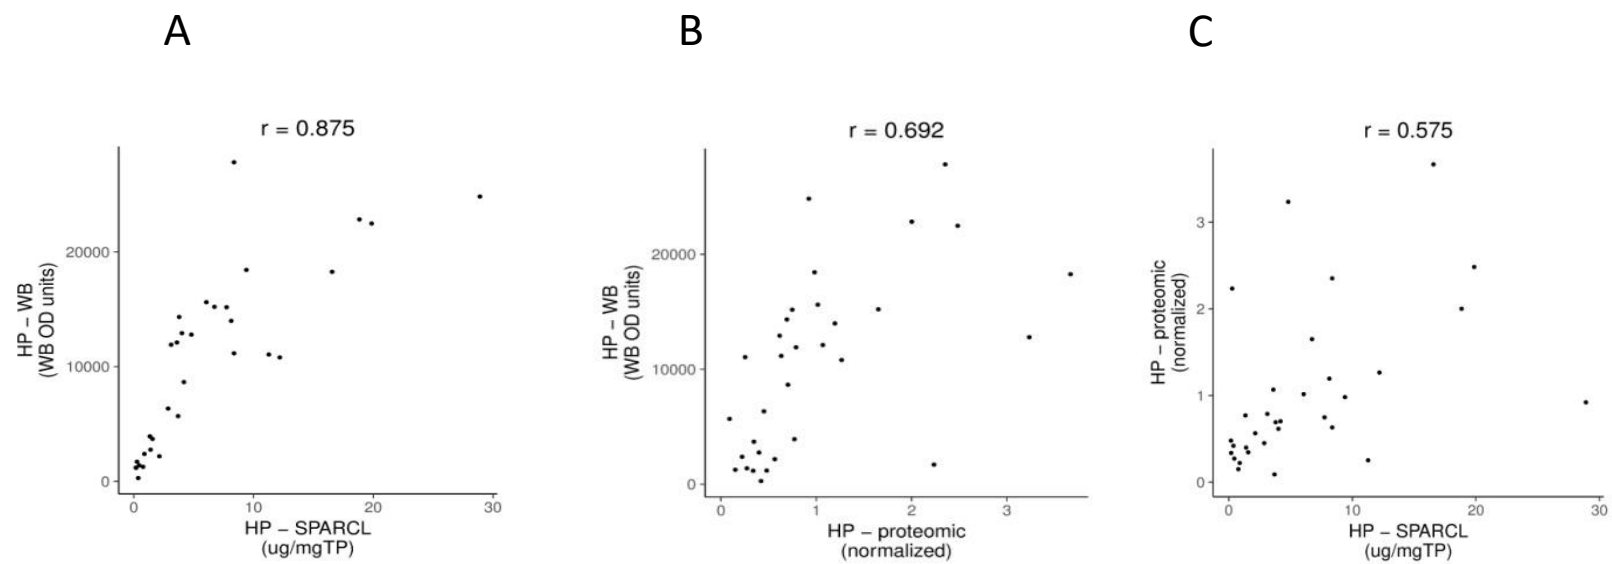 A
B
C
r = 0.875
HP – WB
(WB OD units)
20000
10000
0
0
10
20
30
HP – SPARCL
(ug/mgTP)
r = 0.692
HP – WB
(WB OD units)
20000
10000
0
0
1
2
3
HP – proteomic
(normalized)
r = 0.575
HP – proteomic
(normalized)
3
2
1
0
0
10
20
30
HP – SPARCL
(ug/mgTP)